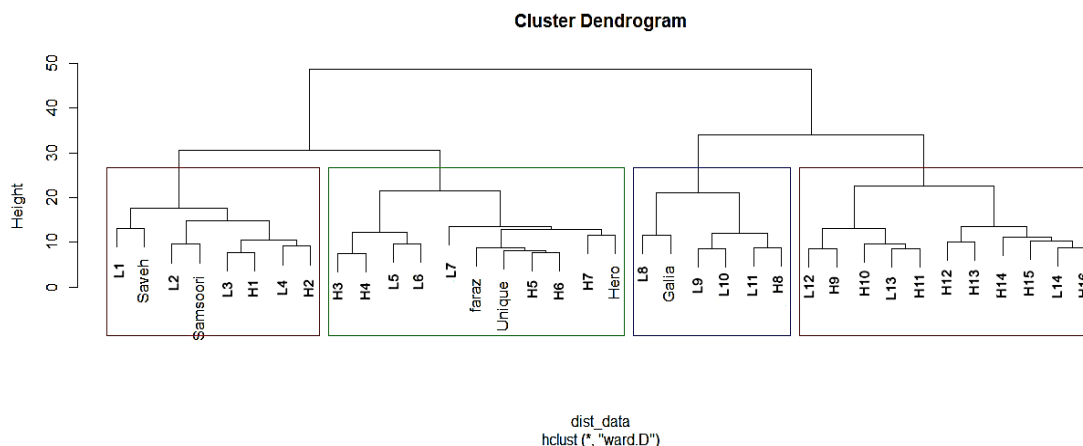 Cluster Dendrogram
Height
50
40
30
20
10
0
L1
Saveh
L2
Samsoori
L3
H1
L4
H2
H3
H4
L5
L6
L7
faraz
Unique
H5
H6
H7
Hero
L8
Galia
L9
L10
L11
H8
L12
H9
H10
L13
H11
H12
H13
H14
H15
L14
H16
dist_data
hclust (*, "ward.D")